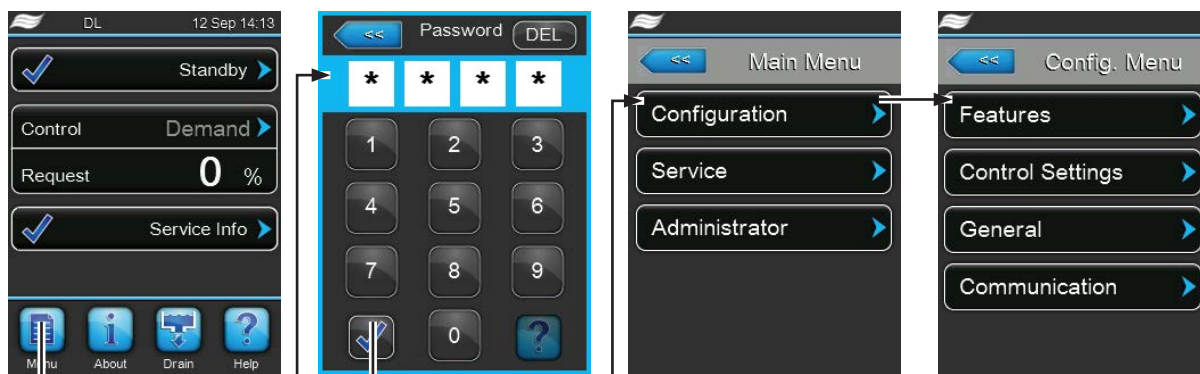 DL 12 Sep 14:13
Standby
Control Demand
Request 0 %
Service Info
Menu About Drain Help
<< Password DEL
* * * *
1 2 3
4 5 6
7 8 9
0 ?
<< Main Menu
Configuration
Service
Administrator
<< Config. Menu
Features
Control Settings
General
Communication